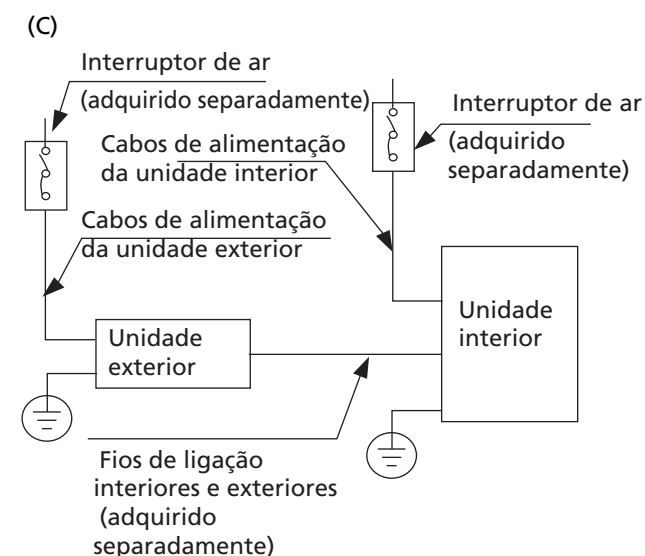 (C)
Interruptor de ar
(adquirido separadamente)
Interruptor de ar
(adquirido
separadamente)
Cabos de alimentação
da unidade interior
Cabos de alimentação
da unidade exterior
Unidade
interior
Unidade
exterior
Fios de ligação
interiores e exteriores
(adquirido
separadamente)